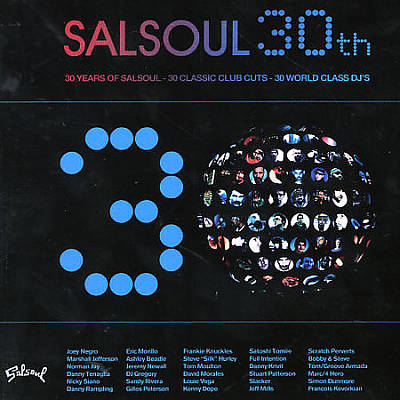 SALSOUL 30th
30 YEARS OF SALSOUL - 30 CLASSIC CLUB CUTS - 30 WORLD CLASS DJ'S
30
Salsoul
Joey Negro Eric Morillo Frankie Knuckles Satoshi Tomiie Scratch Perverts
Marshall Jefferson Ashley Beadle Steve "Silk" Hurley Full Intention Bobby & Steve
Norman Jay Jeremy Newall Tom Moulton Danny Krivit Tom/Groove Armada
Danny Tenaglia DJ Gregory David Morales Stuart Patterson Marc/4 Hero
Nicky Siano Sandy Rivera Louie Vega Slacker Simon Dunmore
Danny Rampling Gilles Peterson Kenny Dope Jeff Mills Francois Kevorkian